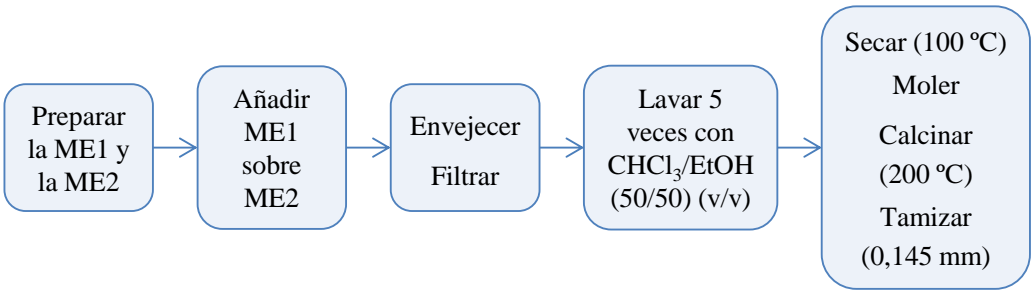 Preparar
la ME1 y
la ME2
Añadir
ME1
sobre
ME2
Envejecer
Filtrar
Lavar 5
veces con
CHCl₃/EtOH
(50/50) (v/v)
Secar (100 ºC)
Moler
Calcinar
(200 ºC)
Tamizar
(0,145 mm)